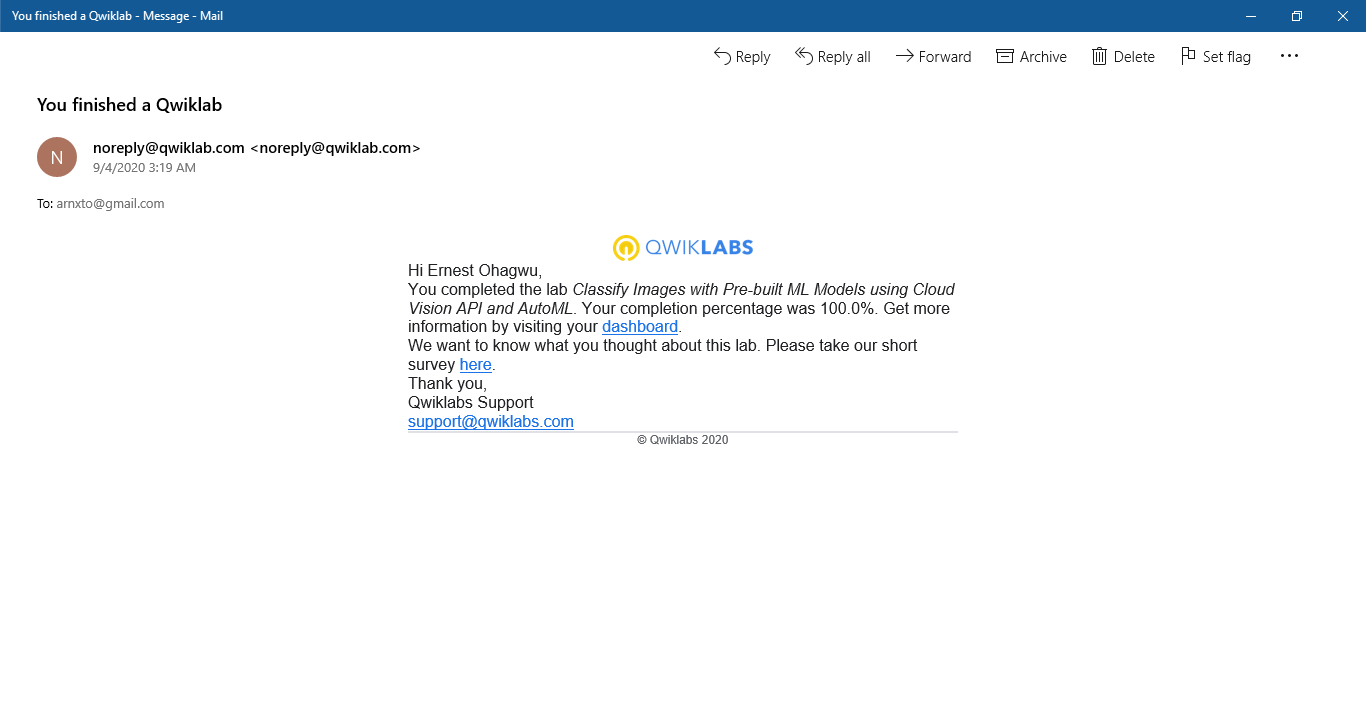 You finished a Qwiklab - Message - Mail
Reply Reply all Forward Archive Delete Set flag ...
You finished a Qwiklab
N
noreply@qwiklab.com <noreply@qwiklab.com>
9/4/2020 3:19 AM
To: arnxto@gmail.com
QWIKLABS
Hi Ernest Ohagwu,
You completed the lab Classify Images with Pre-built ML Models using Cloud
Vision API and AutoML. Your completion percentage was 100.0%. Get more
information by visiting your dashboard.
We want to know what you thought about this lab. Please take our short
survey here.
Thank you,
Qwiklabs Support
support@qwiklabs.com
© Qwiklabs 2020